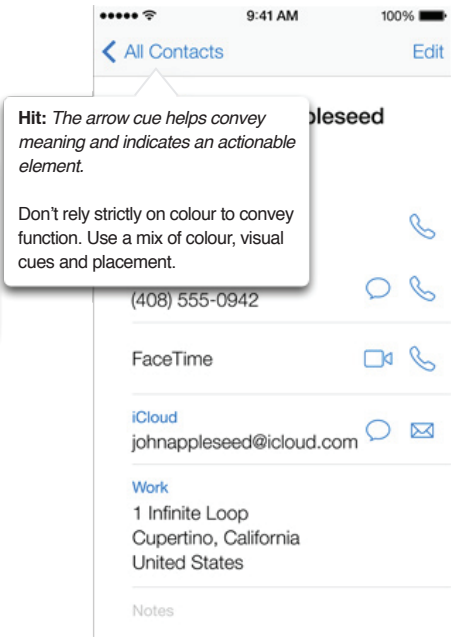 9:41 AM 100%
All Contacts Edit
Hit: The arrow cue helps convey
meaning and indicates an actionable
element.
Don’t rely strictly on colour to convey
function. Use a mix of colour, visual
cues and placement.
pleseed
(408) 555-0942
FaceTime
iCloud
johnappleseed@icloud.com
Work
1 Infinite Loop
Cupertino, California
United States
Notes